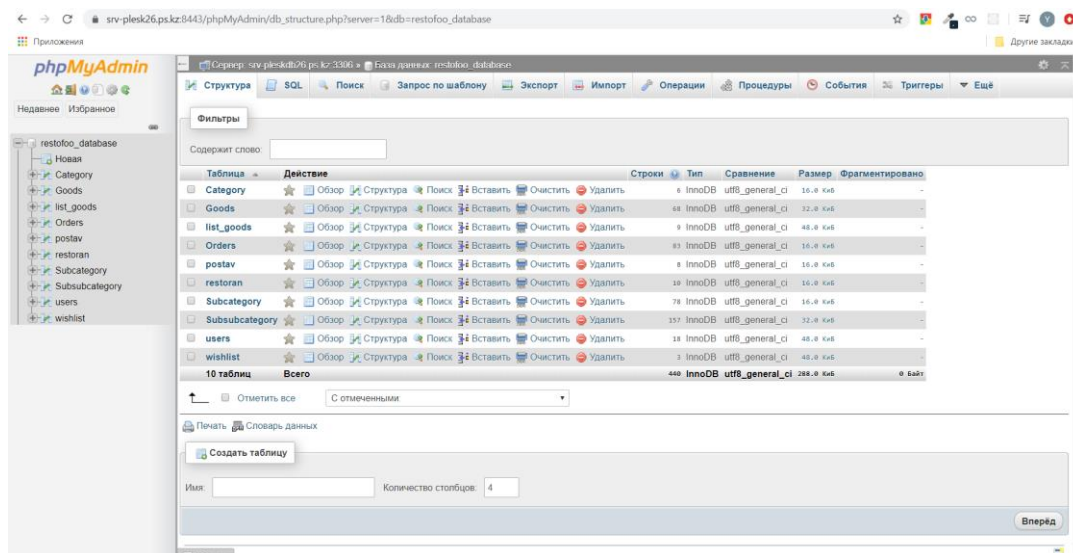 srv-plesk26.ps.kz:8443/phpMyAdmin/db_structure.php?server=1&db=restofoo_database
Приложения
Другие закладки
phpMyAdmin
Недавнее Избранное
restofoo_database
Новая
Category
Goods
list_goods
Orders
postav
restoran
Subcategory
Subsubcategory
users
wishlist
Сервер: srv-pleskdb26.ps.kz:3306 » База данных: restofoo_database
Структура SQL Поиск Запрос по шаблону Экспорт Импорт Операции Процедуры События Триггеры Ещё
Фильтры
Содержит слово:
Таблица Действие Строки Тип Сравнение Размер Фрагментировано
Category Обзор Структура Поиск Вставить Очистить Удалить 6 InnoDB utf8_general_ci 16.0 КиБ -
Goods Обзор Структура Поиск Вставить Очистить Удалить 68 InnoDB utf8_general_ci 32.0 КиБ -
list_goods Обзор Структура Поиск Вставить Очистить Удалить 9 InnoDB utf8_general_ci 48.0 КиБ -
Orders Обзор Структура Поиск Вставить Очистить Удалить 83 InnoDB utf8_general_ci 16.0 КиБ -
postav Обзор Структура Поиск Вставить Очистить Удалить 8 InnoDB utf8_general_ci 16.0 КиБ -
restoran Обзор Структура Поиск Вставить Очистить Удалить 10 InnoDB utf8_general_ci 16.0 КиБ -
Subcategory Обзор Структура Поиск Вставить Очистить Удалить 78 InnoDB utf8_general_ci 16.0 КиБ -
Subsubcategory Обзор Структура Поиск Вставить Очистить Удалить 157 InnoDB utf8_general_ci 32.0 КиБ -
users Обзор Структура Поиск Вставить Очистить Удалить 18 InnoDB utf8_general_ci 48.0 КиБ -
wishlist Обзор Структура Поиск Вставить Очистить Удалить 3 InnoDB utf8_general_ci 48.0 КиБ -
10 таблиц Всего 440 InnoDB utf8_general_ci 288.0 КиБ 0 Байт
Отметить все С отмеченными:
Печать Словарь данных
Создать таблицу
Имя: Количество столбцов: 4
Вперёд